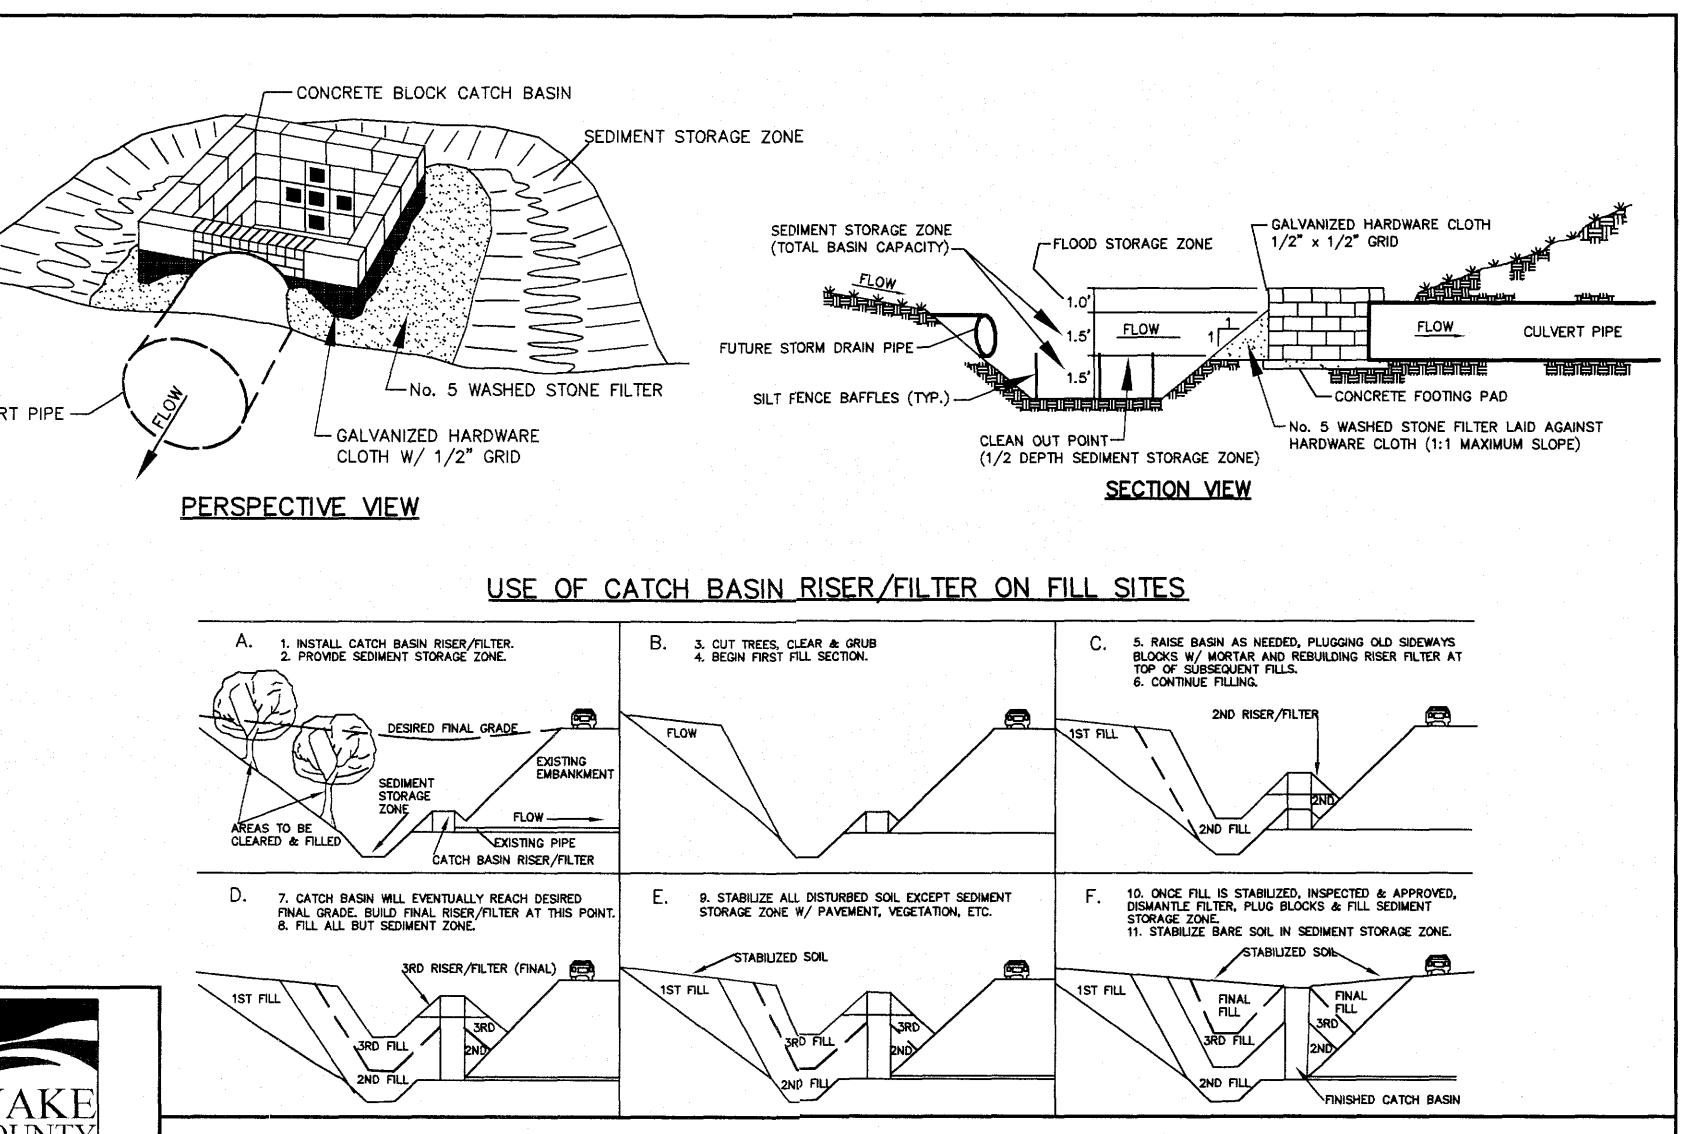 CONCRETE BLOCK CATCH BASIN
SEDIMENT STORAGE ZONE
No. 5 WASHED STONE FILTER
GALVANIZED HARDWARE
CLOTH W/ 1/2" GRID
RT PIPE
FLOW
PERSPECTIVE VIEW
SEDIMENT STORAGE ZONE
(TOTAL BASIN CAPACITY)
FLOOD STORAGE ZONE
GALVANIZED HARDWARE CLOTH
1/2" x 1/2" GRID
FLOW
1.0'
1.5'
1.5'
FLOW
1
1
FLOW
CULVERT PIPE
FUTURE STORM DRAIN PIPE
SILT FENCE BAFFLES (TYP.)
CONCRETE FOOTING PAD
CLEAN OUT POINT
(1/2 DEPTH SEDIMENT STORAGE ZONE)
No. 5 WASHED STONE FILTER LAID AGAINST
HARDWARE CLOTH (1:1 MAXIMUM SLOPE)
SECTION VIEW
USE OF CATCH BASIN RISER/FILTER ON FILL SITES
A.
1. INSTALL CATCH BASIN RISER/FILTER.
2. PROVIDE SEDIMENT STORAGE ZONE.
DESIRED FINAL GRADE
EXISTING
EMBANKMENT
SEDIMENT
STORAGE
ZONE
FLOW
AREAS TO BE
CLEARED & FILLED
EXISTING PIPE
CATCH BASIN RISER/FILTER
B.
3. CUT TREES, CLEAR & GRUB
4. BEGIN FIRST FILL SECTION.
FLOW
C.
5. RAISE BASIN AS NEEDED, PLUGGING OLD SIDEWAYS
BLOCKS W/ MORTAR AND REBUILDING RISER FILTER AT
TOP OF SUBSEQUENT FILLS.
6. CONTINUE FILLING.
2ND RISER/FILTER
1ST FILL
2ND
2ND FILL
D.
7. CATCH BASIN WILL EVENTUALLY REACH DESIRED
FINAL GRADE. BUILD FINAL RISER/FILTER AT THIS POINT.
8. FILL ALL BUT SEDIMENT ZONE.
3RD RISER/FILTER (FINAL)
1ST FILL
3RD
3RD FILL
2ND
2ND FILL
E.
9. STABILIZE ALL DISTURBED SOIL EXCEPT SEDIMENT
STORAGE ZONE W/ PAVEMENT, VEGETATION, ETC.
STABILIZED SOIL
1ST FILL
3RD
3RD FILL
2ND
2ND FILL
F.
10. ONCE FILL IS STABILIZED, INSPECTED & APPROVED,
DISMANTLE FILTER, PLUG BLOCKS & FILL SEDIMENT
STORAGE ZONE.
11. STABILIZE BARE SOIL IN SEDIMENT STORAGE ZONE.
STABILIZED SOIL
1ST FILL
FINAL
FILL
FINAL
FILL
3RD
3RD FILL
2ND
2ND FILL
FINISHED CATCH BASIN
AKE
OUNTY